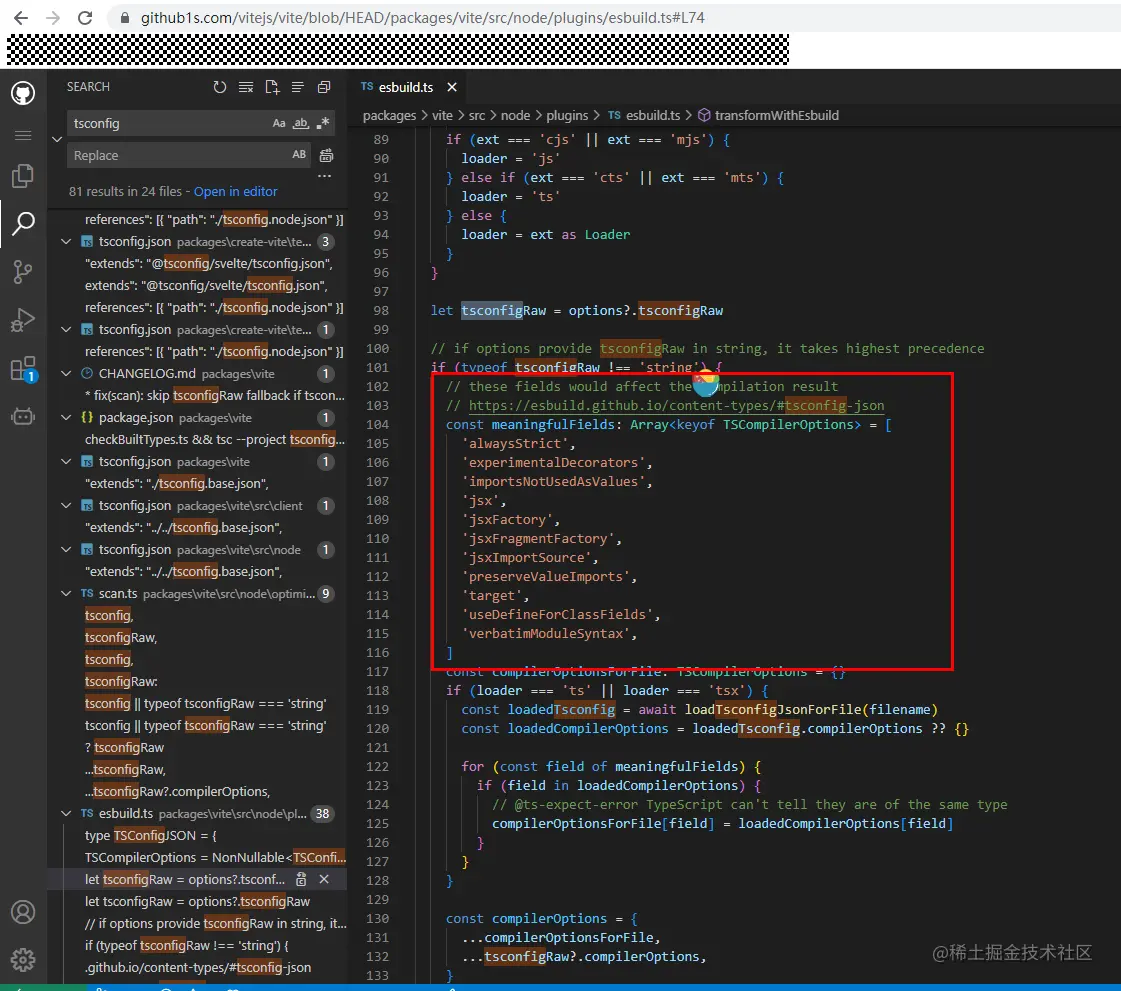 github1s.com/vitejs/vite/blob/HEAD/packages/vite/src/node/plugins/esbuild.ts#L74
SEARCH
tsconfig
Aa ab .*
Replace
AB
81 results in 24 files - Open in editor
references": [{ "path": "./tsconfig.node.json" }]
tsconfig.json packages\create-vite\te... 3
"extends": "@tsconfig/svelte/tsconfig.json",
extends": "@tsconfig/svelte/tsconfig.json",
references": [{ "path": "./tsconfig.node.json" }]
tsconfig.json packages\create-vite\te... 1
references": [{ "path": "./tsconfig.node.json" }]
CHANGELOG.md packages\vite 1
* fix(scan): skip tsconfigRaw fallback if tscon...
{} package.json packages\vite 1
checkBuiltTypes.ts && tsc --project tsconfig...
tsconfig.json packages\vite 1
"extends": "./tsconfig.base.json",
tsconfig.json packages\vite\src\client 1
"extends": "../../tsconfig.base.json",
tsconfig.json packages\vite\src\node 1
"extends": "../../tsconfig.base.json",
TS scan.ts packages\vite\src\node\optimi... 9
tsconfig,
tsconfigRaw,
tsconfig,
tsconfigRaw:
tsconfig || typeof tsconfigRaw === 'string'
tsconfig || typeof tsconfigRaw === 'string'
? tsconfigRaw
...tsconfigRaw,
...tsconfigRaw?.compilerOptions,
TS esbuild.ts packages\vite\src\node\pl... 38
type TSConfigJSON = {
TSCompilerOptions = NonNullable<TSConfi...
let tsconfigRaw = options?.tsconf...
let tsconfigRaw = options?.tsconfigRaw
// if options provide tsconfigRaw in string, it...
if (typeof tsconfigRaw !== 'string') {
.github.io/content-types/#tsconfig-json
1
TS esbuild.ts
packages > vite > src > node > plugins > TS esbuild.ts > transformWithEsbuild
89 if (ext === 'cjs' || ext === 'mjs') {
90 loader = 'js'
91 } else if (ext === 'cts' || ext === 'mts') {
92 loader = 'ts'
93 } else {
94 loader = ext as Loader
95 }
96 }
97
98 let tsconfigRaw = options?.tsconfigRaw
99
100 // if options provide tsconfigRaw in string, it takes highest precedence
101 if (typeof tsconfigRaw !== 'string') {
102 // these fields would affect the compilation result
103 // https://esbuild.github.io/content-types/#tsconfig-json
104 const meaningfulFields: Array<keyof TSCompilerOptions> = [
105 'alwaysStrict',
106 'experimentalDecorators',
107 'importsNotUsedAsValues',
108 'jsx',
109 'jsxFactory',
110 'jsxFragmentFactory',
111 'jsxImportSource',
112 'preserveValueImports',
113 'target',
114 'useDefineForClassFields',
115 'verbatimModuleSyntax',
116 ]
117 const compilerOptionsForFile: TSCompilerOptions = {}
118 if (loader === 'ts' || loader === 'tsx') {
119 const loadedTsconfig = await loadTsconfigJsonForFile(filename)
120 const loadedCompilerOptions = loadedTsconfig.compilerOptions ?? {}
121
122 for (const field of meaningfulFields) {
123 if (field in loadedCompilerOptions) {
124 // @ts-expect-error TypeScript can't tell they are of the same type
125 compilerOptionsForFile[field] = loadedCompilerOptions[field]
126 }
127 }
128 }
129
130 const compilerOptions = {
131 ...compilerOptionsForFile,
132 ...tsconfigRaw?.compilerOptions,
133 }
@稀土掘金技术社区